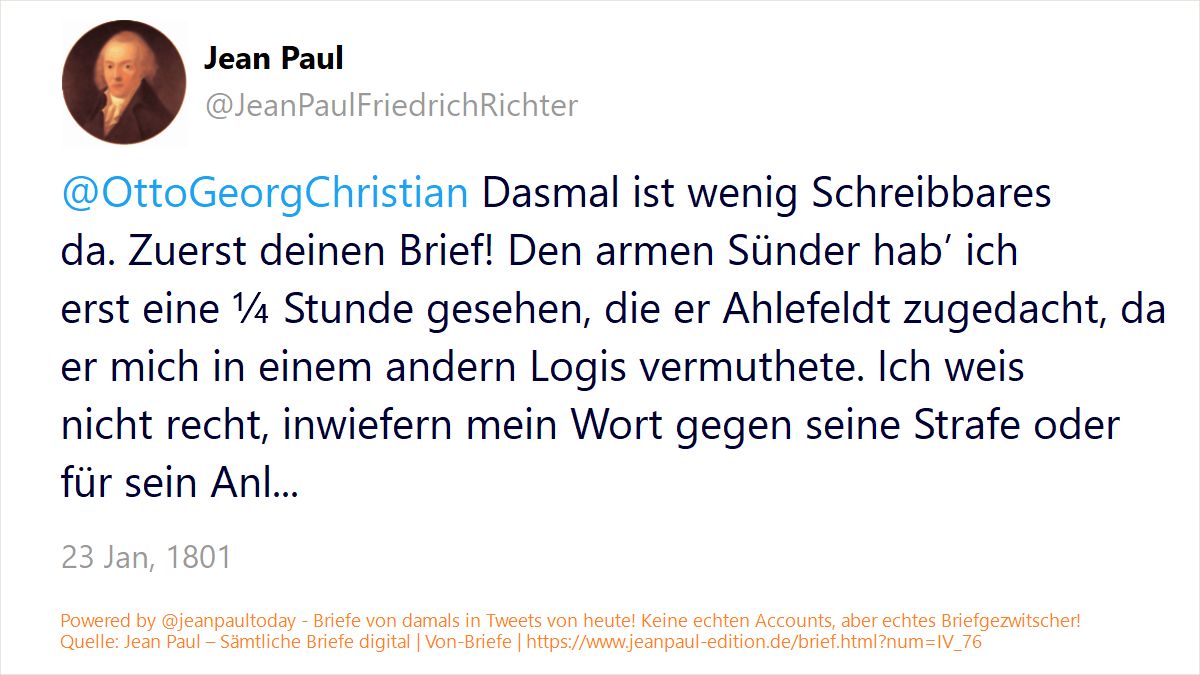 Jean Paul
@JeanPaulFriedrichRichter
@OttoGeorgChristian Dasmal ist wenig Schreibbares
da. Zuerst deinen Brief! Den armen Sünder hab’ ich
erst eine ¼ Stunde gesehen, die er Ahlefeldt zugedacht, da
er mich in einem andern Logis vermuthete. Ich weis
nicht recht, inwiefern mein Wort gegen seine Strafe oder
für sein Anl...
23 Jan, 1801
Powered by @jeanpaultoday - Briefe von damals in Tweets von heute! Keine echten Accounts, aber echtes Briefgezwitscher!
Quelle: Jean Paul – Sämtliche Briefe digital | Von-Briefe | https://www.jeanpaul-edition.de/brief.html?num=IV_76